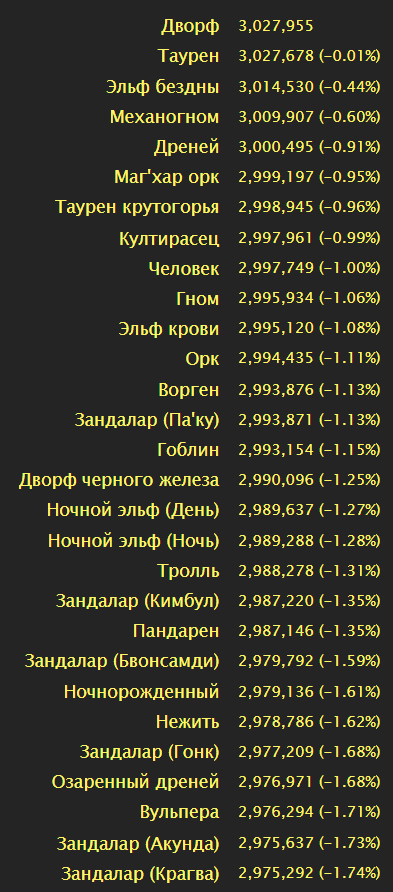 Дворф 3,027,955
Таурен 3,027,678 (-0.01%)
Эльф бездны 3,014,530 (-0.44%)
Механогном 3,009,907 (-0.60%)
Дреней 3,000,495 (-0.91%)
Маг'хар орк 2,999,197 (-0.95%)
Таурен крутогорья 2,998,945 (-0.96%)
Култирасец 2,997,961 (-0.99%)
Человек 2,997,749 (-1.00%)
Гном 2,995,934 (-1.06%)
Эльф крови 2,995,120 (-1.08%)
Орк 2,994,435 (-1.11%)
Ворген 2,993,876 (-1.13%)
Зандалар (Па'ку) 2,993,871 (-1.13%)
Гоблин 2,993,154 (-1.15%)
Дворф черного железа 2,990,096 (-1.25%)
Ночной эльф (День) 2,989,637 (-1.27%)
Ночной эльф (Ночь) 2,989,288 (-1.28%)
Тролль 2,988,278 (-1.31%)
Зандалар (Кимбул) 2,987,220 (-1.35%)
Пандарен 2,987,146 (-1.35%)
Зандалар (Бвонсамди) 2,979,792 (-1.59%)
Ночнорожденный 2,979,136 (-1.61%)
Нежить 2,978,786 (-1.62%)
Зандалар (Гонк) 2,977,209 (-1.68%)
Озаренный дреней 2,976,971 (-1.68%)
Вульпера 2,976,294 (-1.71%)
Зандалар (Акунда) 2,975,637 (-1.73%)
Зандалар (Крагва) 2,975,292 (-1.74%)